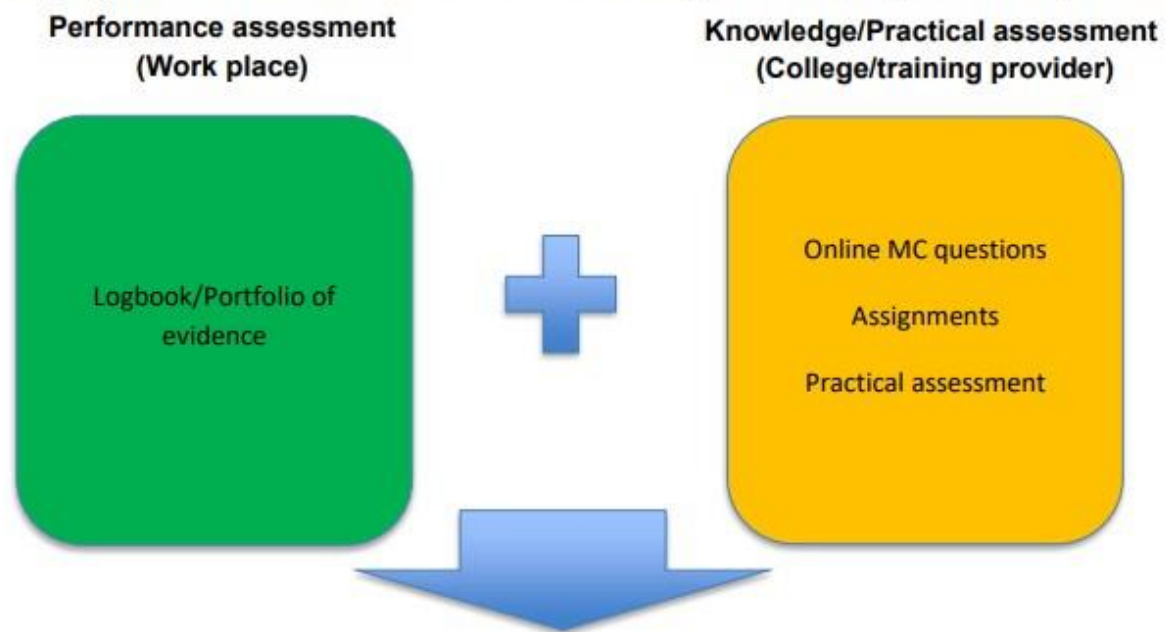 Performance assessment
(Work place)
Knowledge/Practical assessment
(College/training provider)
Logbook/Portfolio of
evidence
Online MC questions
Assignments
Practical assessment